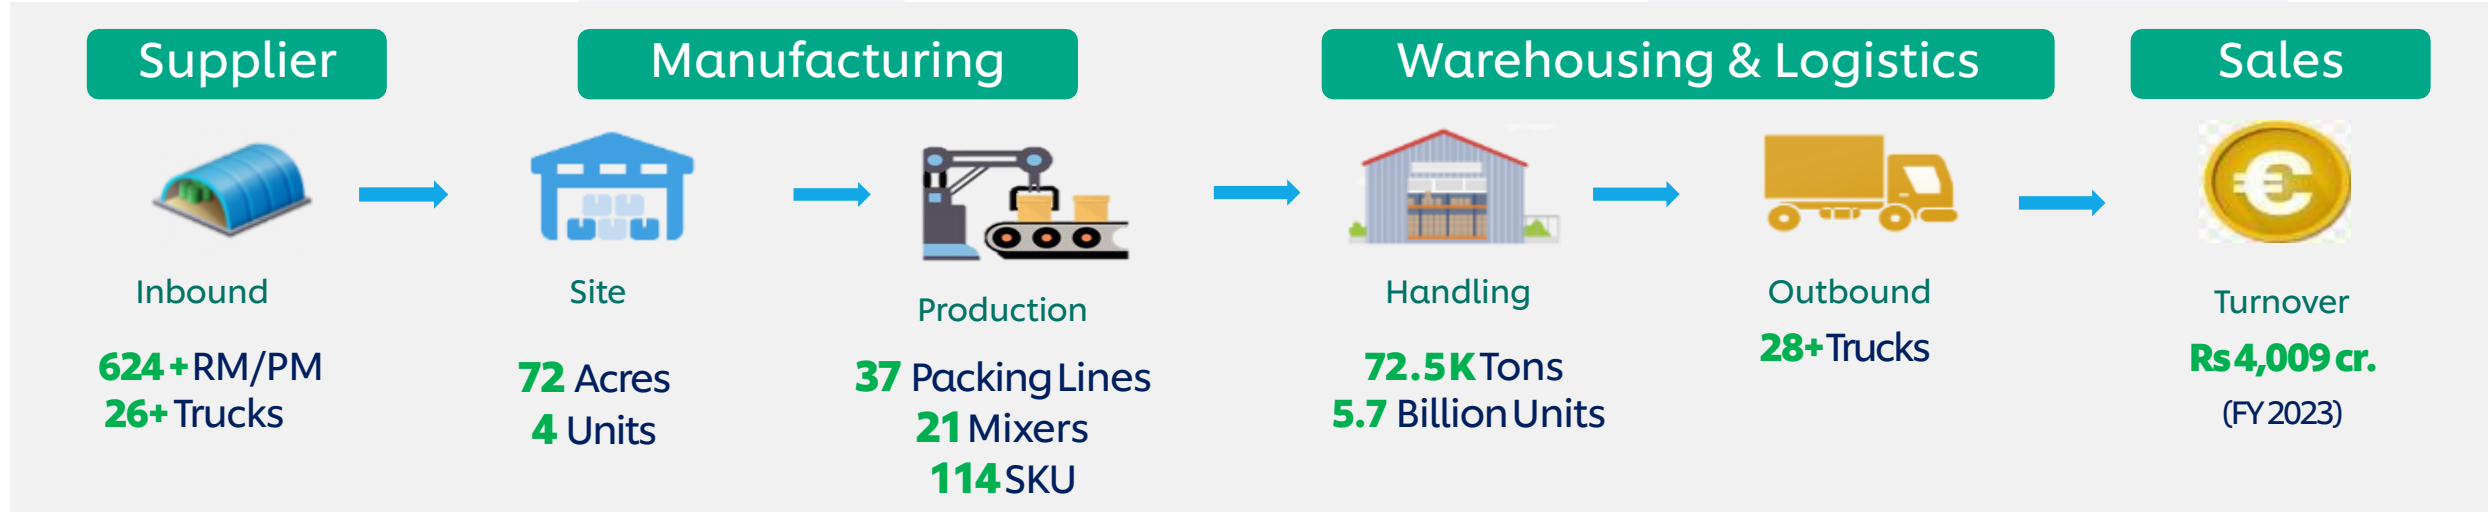 Supplier
Inbound
624+ RM/PM
26+ Trucks
Manufacturing
Site
72 Acres
4 Units
Production
37 Packing Lines
21 Mixers
114 SKU
Warehousing & Logistics
Handling
72.5K Tons
5.7 Billion Units
Outbound
28+ Trucks
Sales
€
Turnover
Rs 4,009 cr.
(FY 2023)